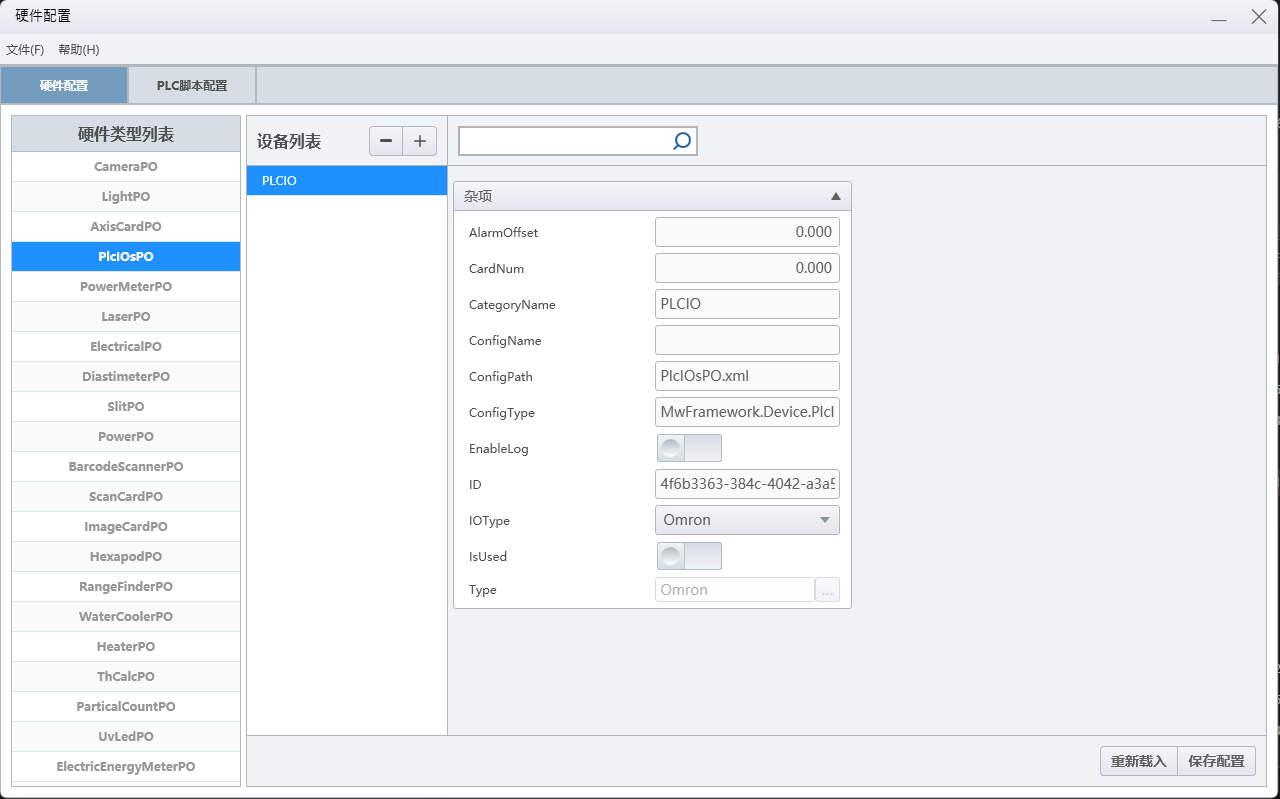 硬件配置
文件(F) 帮助(H)
硬件配置 PLC脚本配置
硬件类型列表
CameraPO
LightPO
AxisCardPO
PlcIOsPO
PowerMeterPO
LaserPO
ElectricalPO
DiastimeterPO
SlitPO
PowerPO
BarcodeScannerPO
ScanCardPO
ImageCardPO
HexapodPO
RangeFinderPO
WaterCoolerPO
HeaterPO
ThCalcPO
ParticalCountPO
UvLedPO
ElectricEnergyMeterPO
设备列表
PLCIO
杂项
AlarmOffset 0.000
CardNum 0.000
CategoryName PLCIO
ConfigName
ConfigPath PlcIOsPO.xml
ConfigType MwFramework.Device.PlcI
EnableLog
ID 4f6b3363-384c-4042-a3a5
IOType Omron
IsUsed
Type Omron ...
重新载入 保存配置